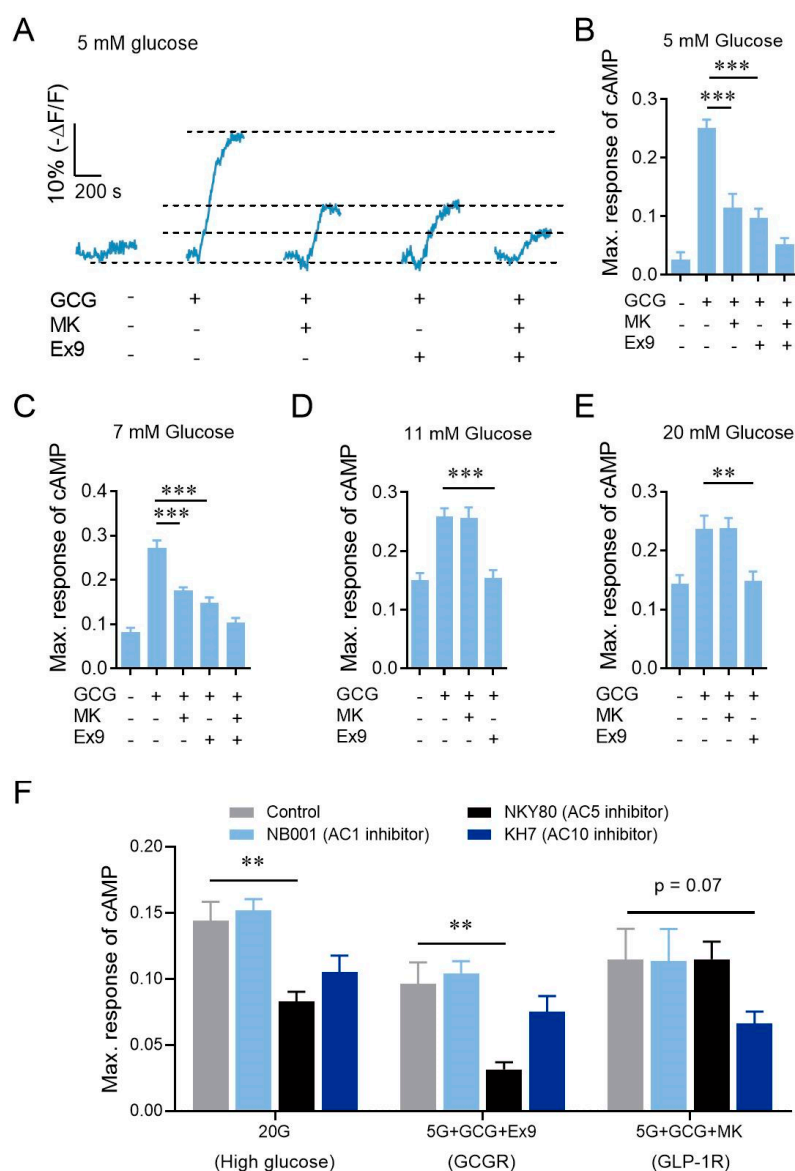 A
5 mM glucose
10% (-ΔF/F)
200 s
GCG - + + + +
MK - - + - +
Ex9 - - - + +
B
5 mM Glucose
***
***
Max. response of cAMP
0.3
0.2
0.1
0.0
GCG - + + + +
MK - - + - +
Ex9 - - - + +
C
7 mM Glucose
***
***
Max. response of cAMP
0.4
0.3
0.2
0.1
0.0
GCG - + + + +
MK - - + - +
Ex9 - - - + +
D
11 mM Glucose
***
Max. response of cAMP
0.3
0.2
0.1
0.0
GCG - + + +
MK - - + -
Ex9 - - - +
E
20 mM Glucose
**
Max. response of cAMP
0.3
0.2
0.1
0.0
GCG - + + +
MK - - + -
Ex9 - - - +
F
Control
NB001 (AC1 inhibitor)
NKY80 (AC5 inhibitor)
KH7 (AC10 inhibitor)
Max. response of cAMP
0.20
0.15
0.10
0.05
0.00
**
**
p = 0.07
20G 5G+GCG+Ex9 5G+GCG+MK
(High glucose) (GCGR) (GLP-1R)